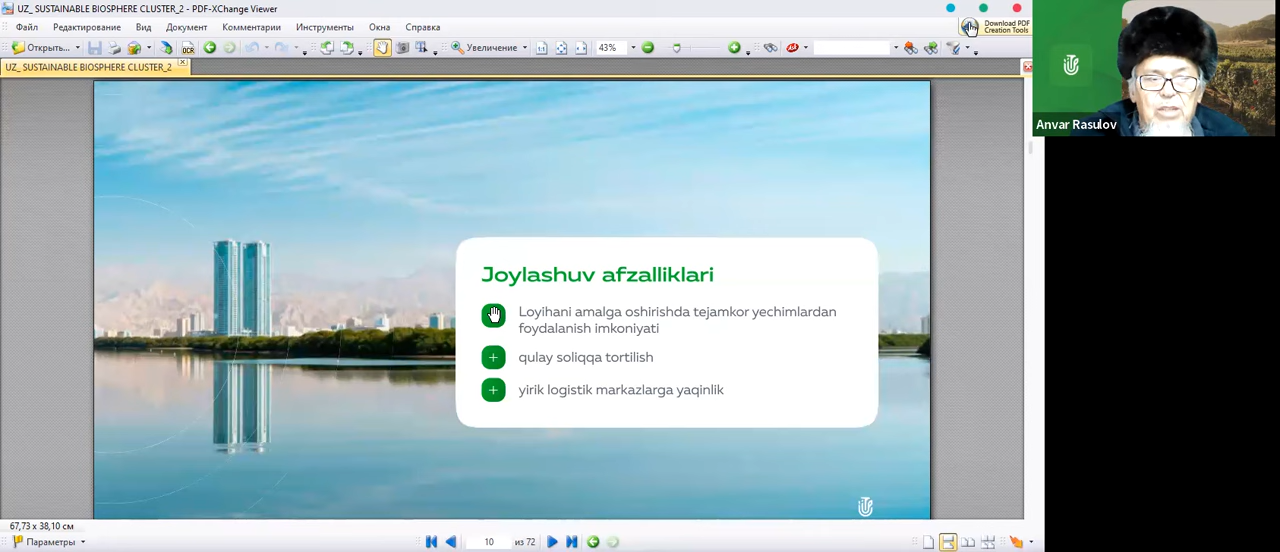 UZ_ SUSTAINABLE BIOSPHERE CLUSTER_2 - PDF-XChange Viewer
Файл Редактирование Вид Документ Комментарии Инструменты Окна Справка
Download PDF
Creation Tools
Открыть... OCR Увеличение 43%
UZ_ SUSTAINABLE BIOSPHERE CLUSTER_2
Anvar Rasulov
Joylashuv afzalliklari
Loyihani amalga oshirishda tejamkor yechimlardan
foydalanish imkoniyati
qulay soliqqa tortilish
yirik logistik markazlarga yaqinlik
67,73 x 38,10 см
Параметры 10 из 72